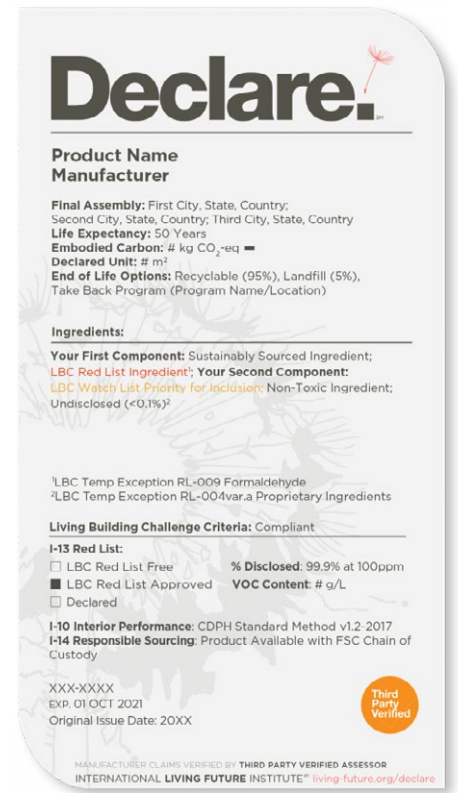 Declare.
SM
Product Name
Manufacturer
Final Assembly: First City, State, Country;
Second City, State, Country; Third City, State, Country
Life Expectancy: 50 Years
Embodied Carbon: # kg CO2-eq
Declared Unit: # m²
End of Life Options: Recyclable (95%), Landfill (5%),
Take Back Program (Program Name/Location)
Ingredients:
Your First Component: Sustainably Sourced Ingredient;
LBC Red List Ingredient¹; Your Second Component:
LBC Watch List Priority for Inclusion; Non-Toxic Ingredient;
Undisclosed (<0.1%)²
¹LBC Temp Exception RL-009 Formaldehyde
²LBC Temp Exception RL-004var.a Proprietary Ingredients
Living Building Challenge Criteria: Compliant
I-13 Red List:
☐ LBC Red List Free % Disclosed: 99.9% at 100ppm
■ LBC Red List Approved VOC Content: # g/L
☐ Declared
I-10 Interior Performance: CDPH Standard Method v1.2-2017
I-14 Responsible Sourcing: Product Available with FSC Chain of
Custody
XXX-XXXX
EXP. 01 OCT 2021
Original Issue Date: 20XX
Third
Party
Verified
MANUFACTURER CLAIMS VERIFIED BY THIRD PARTY VERIFIED ASSESSOR
INTERNATIONAL LIVING FUTURE INSTITUTE℠ living-future.org/declare